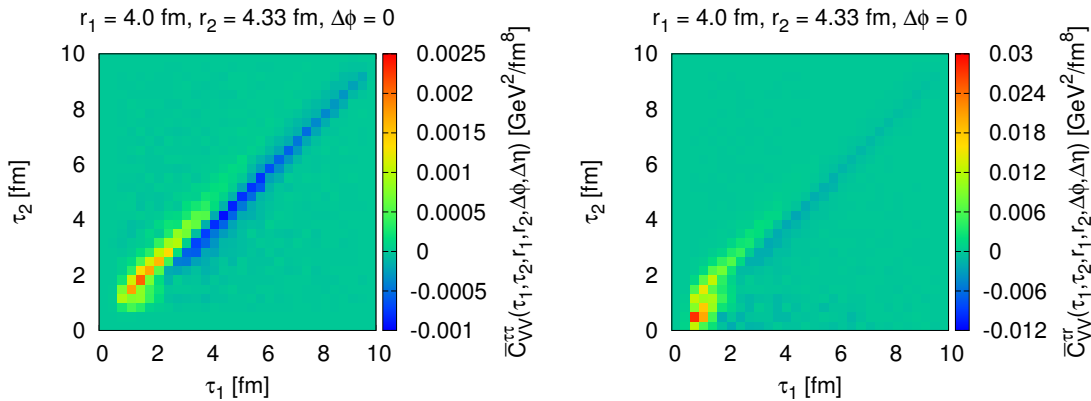 r1 = 4.0 fm, r2 = 4.33 fm, Δϕ = 0
10
8
6
4
2
0
τ2 [fm]
0 2 4 6 8 10
τ1 [fm]
0.0025
0.002
0.0015
0.001
0.0005
0
-0.0005
-0.001
C̅ττVV(τ1,τ2,r1,r2,Δϕ,Δη) [GeV2/fm8]
r1 = 4.0 fm, r2 = 4.33 fm, Δϕ = 0
10
8
6
4
2
0
τ2 [fm]
0 2 4 6 8 10
τ1 [fm]
0.03
0.024
0.018
0.012
0.006
0
-0.006
-0.012
C̅τrVV(τ1,τ2,r1,r2,Δϕ,Δη) [GeV2/fm8]